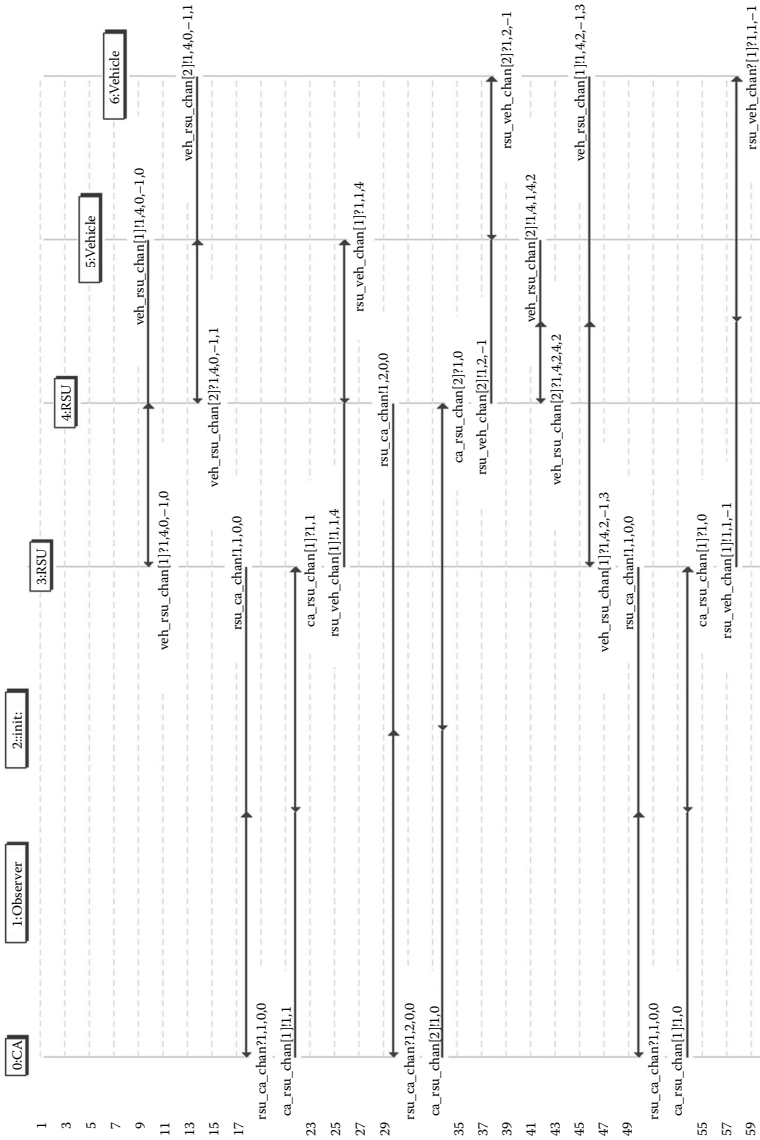 0:CA
1:Observer
2::init:
3:RSU
4:RSU
5:Vehicle
6:Vehicle
1
3
5
7
9
veh_rsu_chan[1]!1,4,0,−1,0
11
veh_rsu_chan[1]?1,4,0,−1,0
13
veh_rsu_chan[2]!1,4,0,−1,1
15
veh_rsu_chan[2]?1,4,0,−1,1
17
rsu_ca_chan!1,1,0,0
rsu_ca_chan?1,1,0,0
ca_rsu_chan[1]!1,1
23
ca_rsu_chan[1]?1,1
25
rsu_veh_chan[1]!1,1,4
27
rsu_veh_chan[1]?1,1,4
29
rsu_ca_chan!1,2,0,0
rsu_ca_chan?1,2,0,0
ca_rsu_chan[2]!1,0
35
ca_rsu_chan[2]?1,0
37
rsu_veh_chan[2]!1,2,−1
39
rsu_veh_chan[2]?1,2,−1
41
veh_rsu_chan[2]!1,4,1,4,2
43
veh_rsu_chan[2]?1,4,2,4,2
45
veh_rsu_chan[1]!1,4,2,−1,3
47
veh_rsu_chan[1]?1,4,2,−1,3
49
rsu_ca_chan!1,1,0,0
rsu_ca_chan?1,1,0,0
ca_rsu_chan[1]!1,0
55
ca_rsu_chan[1]?1,0
57
rsu_veh_chan[1]!1,1,−1
59
rsu_veh_chan?[1]?1,1,−1